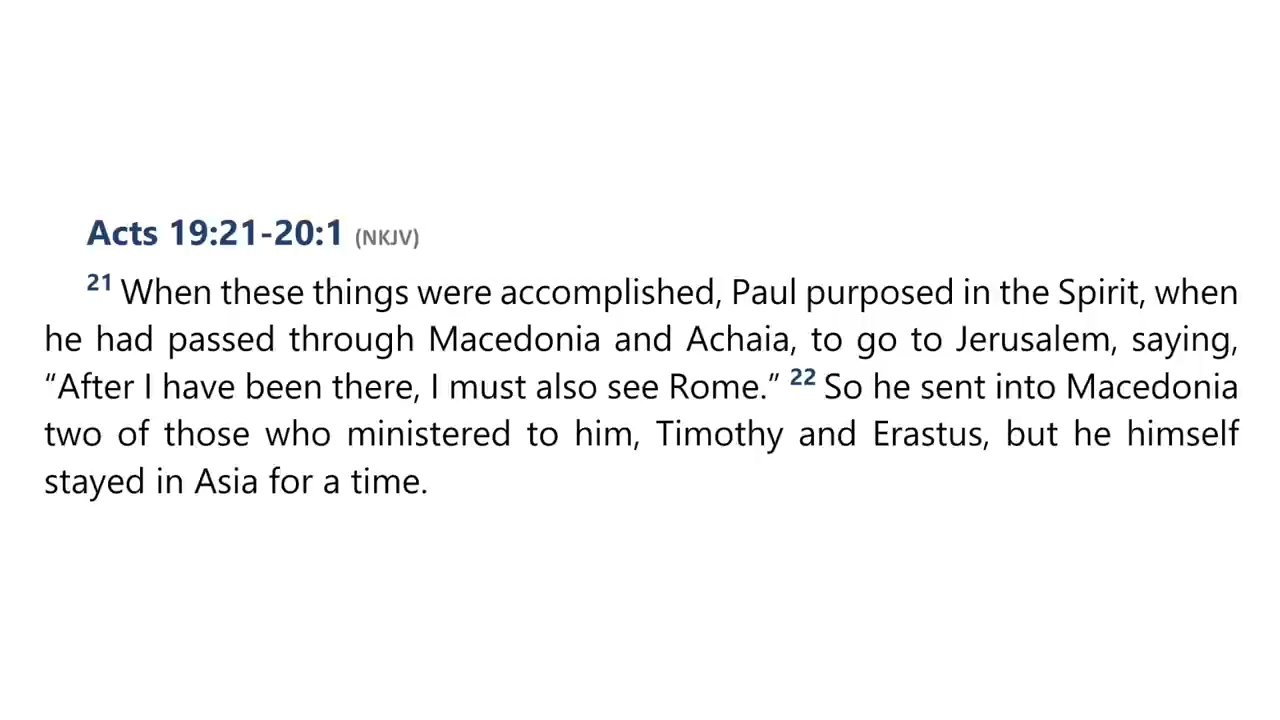 Acts 19:21-20:1 (NKJV)
21 When these things were accomplished, Paul purposed in the Spirit, when
he had passed through Macedonia and Achaia, to go to Jerusalem, saying,
“After I have been there, I must also see Rome.” 22 So he sent into Macedonia
two of those who ministered to him, Timothy and Erastus, but he himself
stayed in Asia for a time.